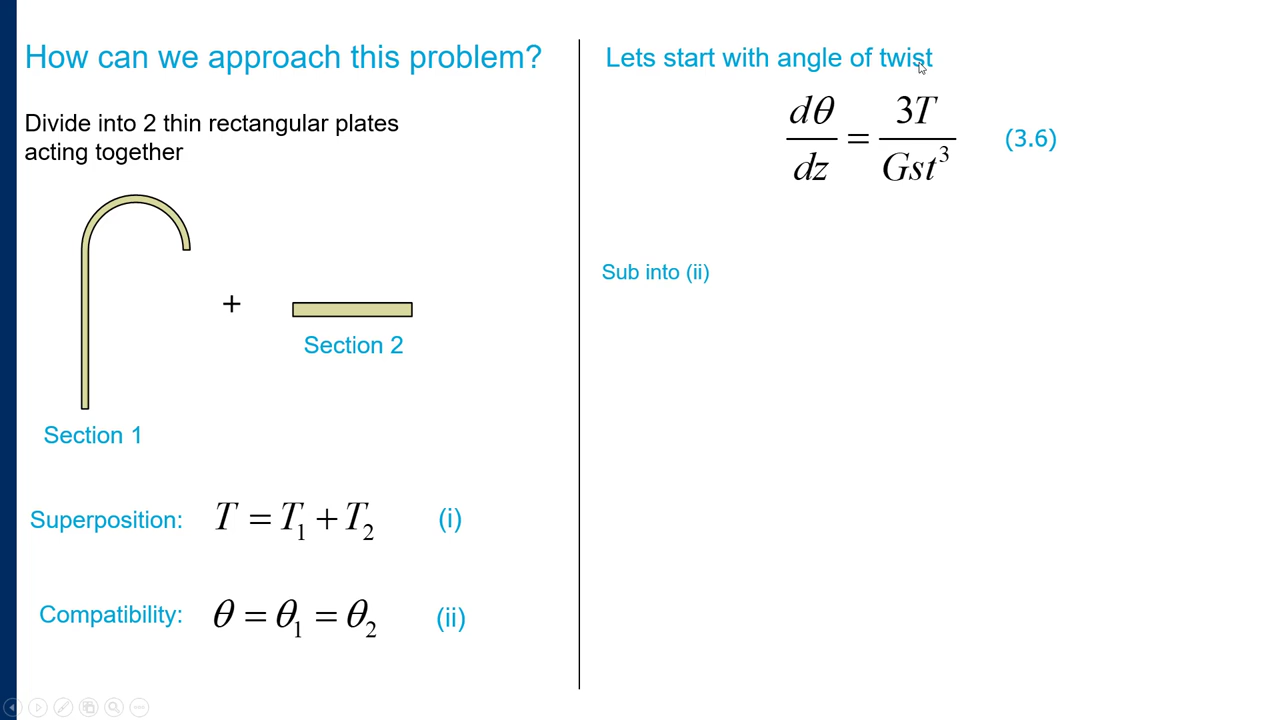 How can we approach this problem?
Divide into 2 thin rectangular plates
acting together
+
Section 2
Section 1
Superposition: T = T₁ + T₂ (i)
Compatibility: θ = θ₁ = θ₂ (ii)
Lets start with angle of twist
dθ/dz = 3T/Gst³ (3.6)
Sub into (ii)